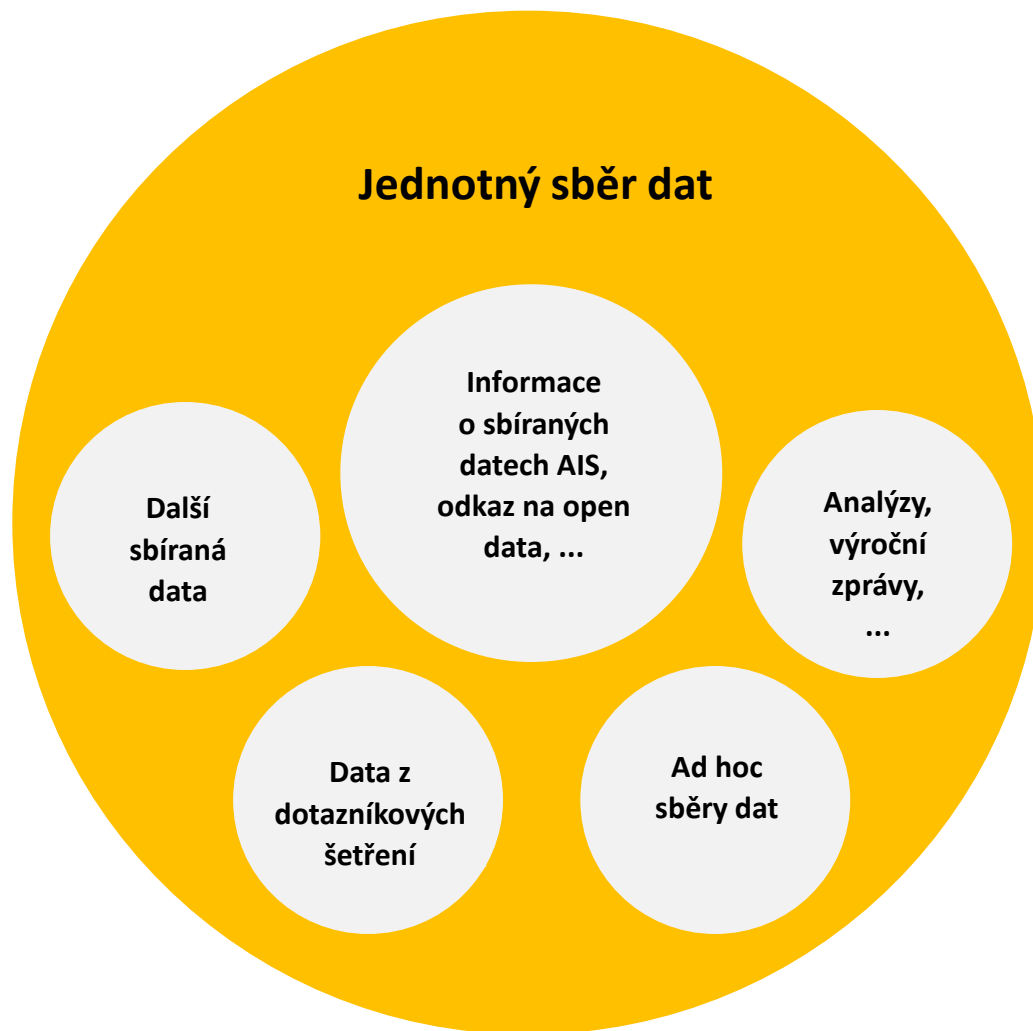 Jednotný sběr dat
Informace
o sbíraných
datech AIS,
odkaz na open
data, ...
Další
sbíraná
data
Analýzy,
výroční
zprávy,
...
Data z
dotazníkových
šetření
Ad hoc
sběry dat